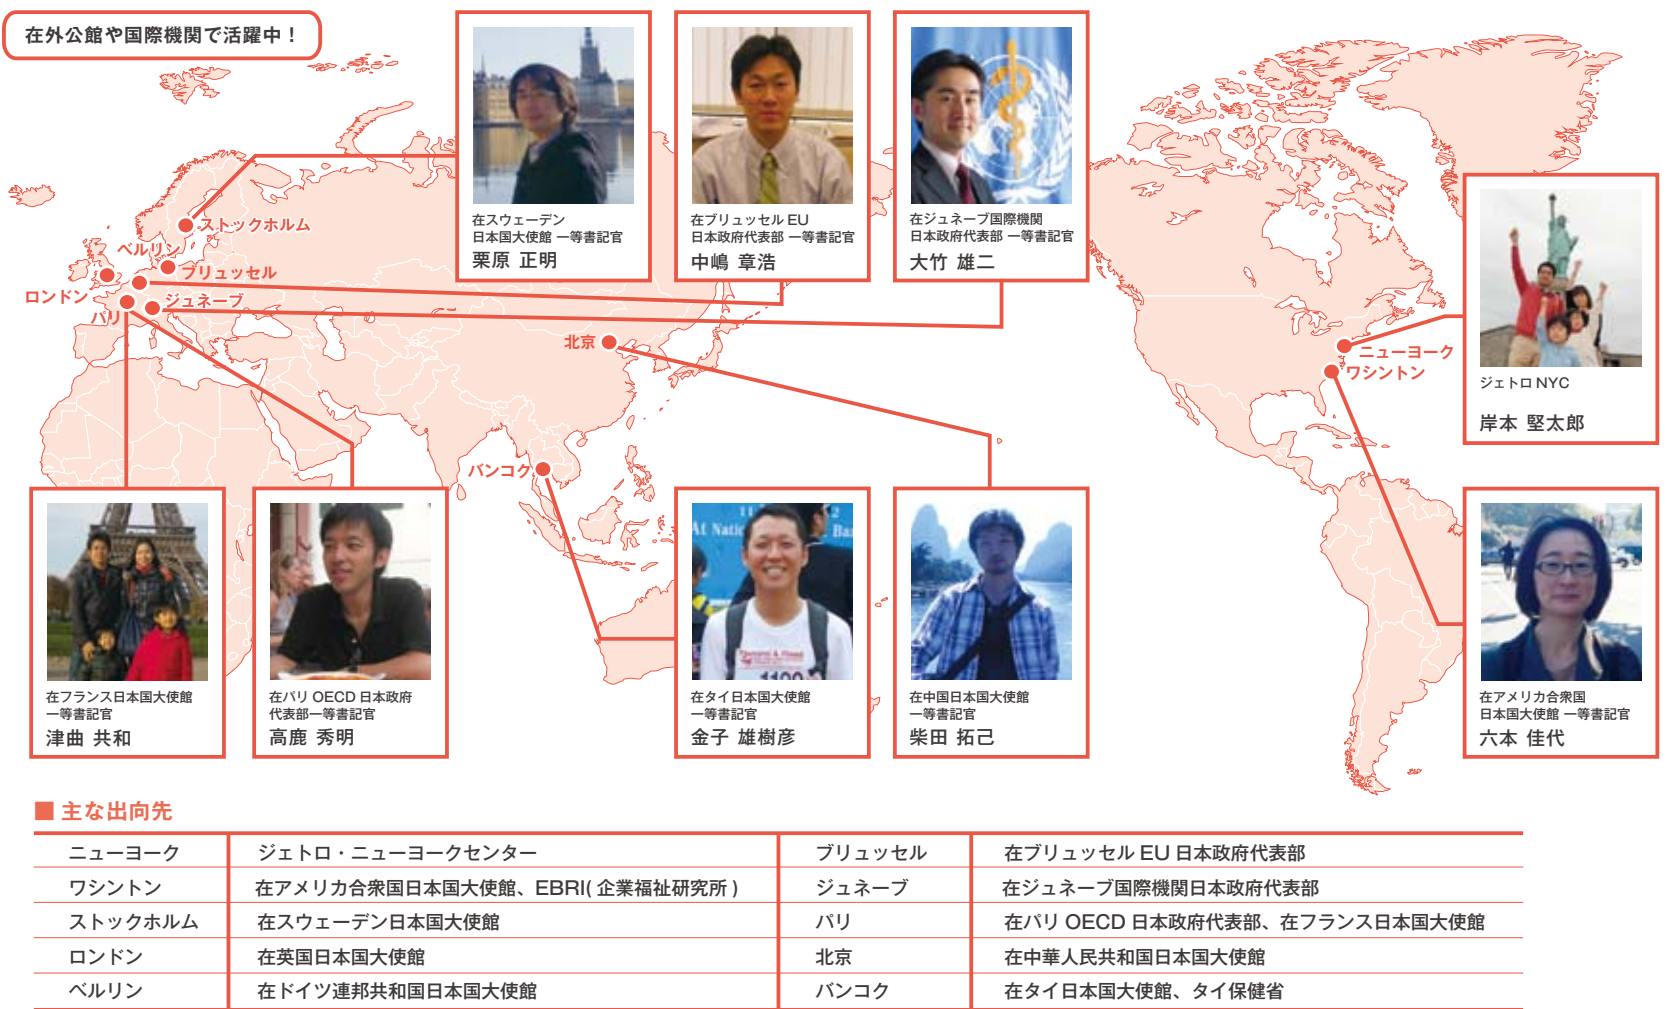 在外公館や国際機関で活躍中！
ストックホルム
ベルリン
ブリュッセル
ロンドン
ジュネーブ
パリ
北京
バンコク
ニューヨーク
ワシントン
在スウェーデン
日本国大使館 一等書記官
栗原 正明
在ブリュッセル EU
日本政府代表部 一等書記官
中嶋 章浩
在ジュネーブ国際機関
日本政府代表部 一等書記官
大竹 雄二
ジェトロ NYC
岸本 堅太郎
在フランス日本国大使館
一等書記官
津曲 共和
在パリ OECD 日本政府
代表部一等書記官
高鹿 秀明
At Natio
在タイ日本国大使館
一等書記官
金子 雄樹彦
在中国日本国大使館
一等書記官
柴田 拓己
在アメリカ合衆国
日本国大使館 一等書記官
六本 佳代
■ 主な出向先
ニューヨーク ジェトロ・ニューヨークセンター ブリュッセル 在ブリュッセル EU 日本政府代表部
ワシントン 在アメリカ合衆国日本国大使館、EBRI( 企業福祉研究所 ) ジュネーブ 在ジュネーブ国際機関日本政府代表部
ストックホルム 在スウェーデン日本国大使館 パリ 在パリ OECD 日本政府代表部、在フランス日本国大使館
ロンドン 在英国日本国大使館 北京 在中華人民共和国日本国大使館
ベルリン 在ドイツ連邦共和国日本国大使館 バンコク 在タイ日本国大使館、タイ保健省